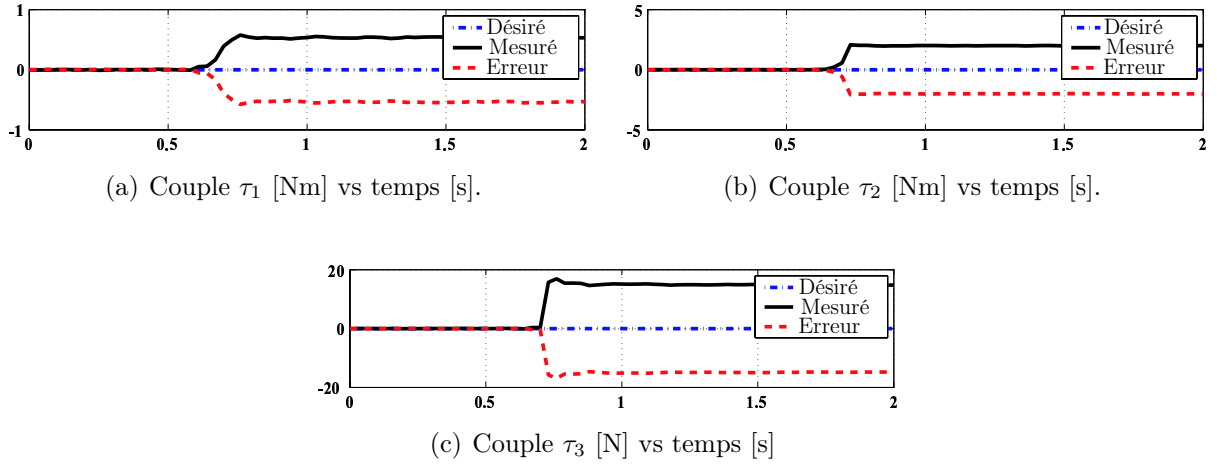 1
0
-1
0
0.5
1
1.5
2
Désiré
Mesuré
Erreur
(a) Couple τ₁ [Nm] vs temps [s].
5
0
-5
0
0.5
1
1.5
2
Désiré
Mesuré
Erreur
(b) Couple τ₂ [Nm] vs temps [s].
20
0
-20
0
0.5
1
1.5
2
Désiré
Mesuré
Erreur
(c) Couple τ₃ [N] vs temps [s]